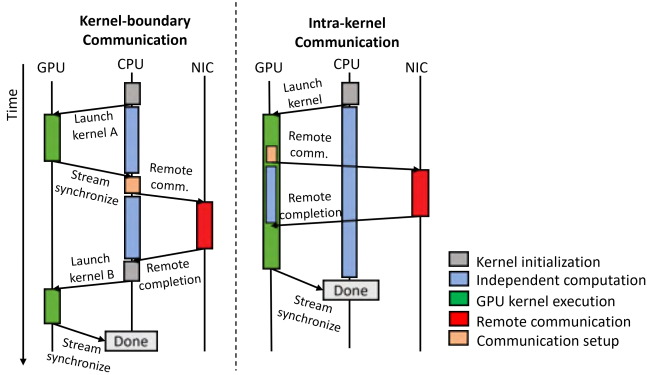 Kernel-boundary
Communication
GPU
CPU
NIC
Time
Launch
kernel A
Stream
synchronize
Remote
comm.
Launch
kernel B
Remote
completion
Stream
synchronize
Done
Intra-kernel
Communication
GPU
CPU
NIC
Launch
kernel
Remote
comm.
Remote
completion
Stream
synchronize
Done
Kernel initialization
Independent computation
GPU kernel execution
Remote communication
Communication setup